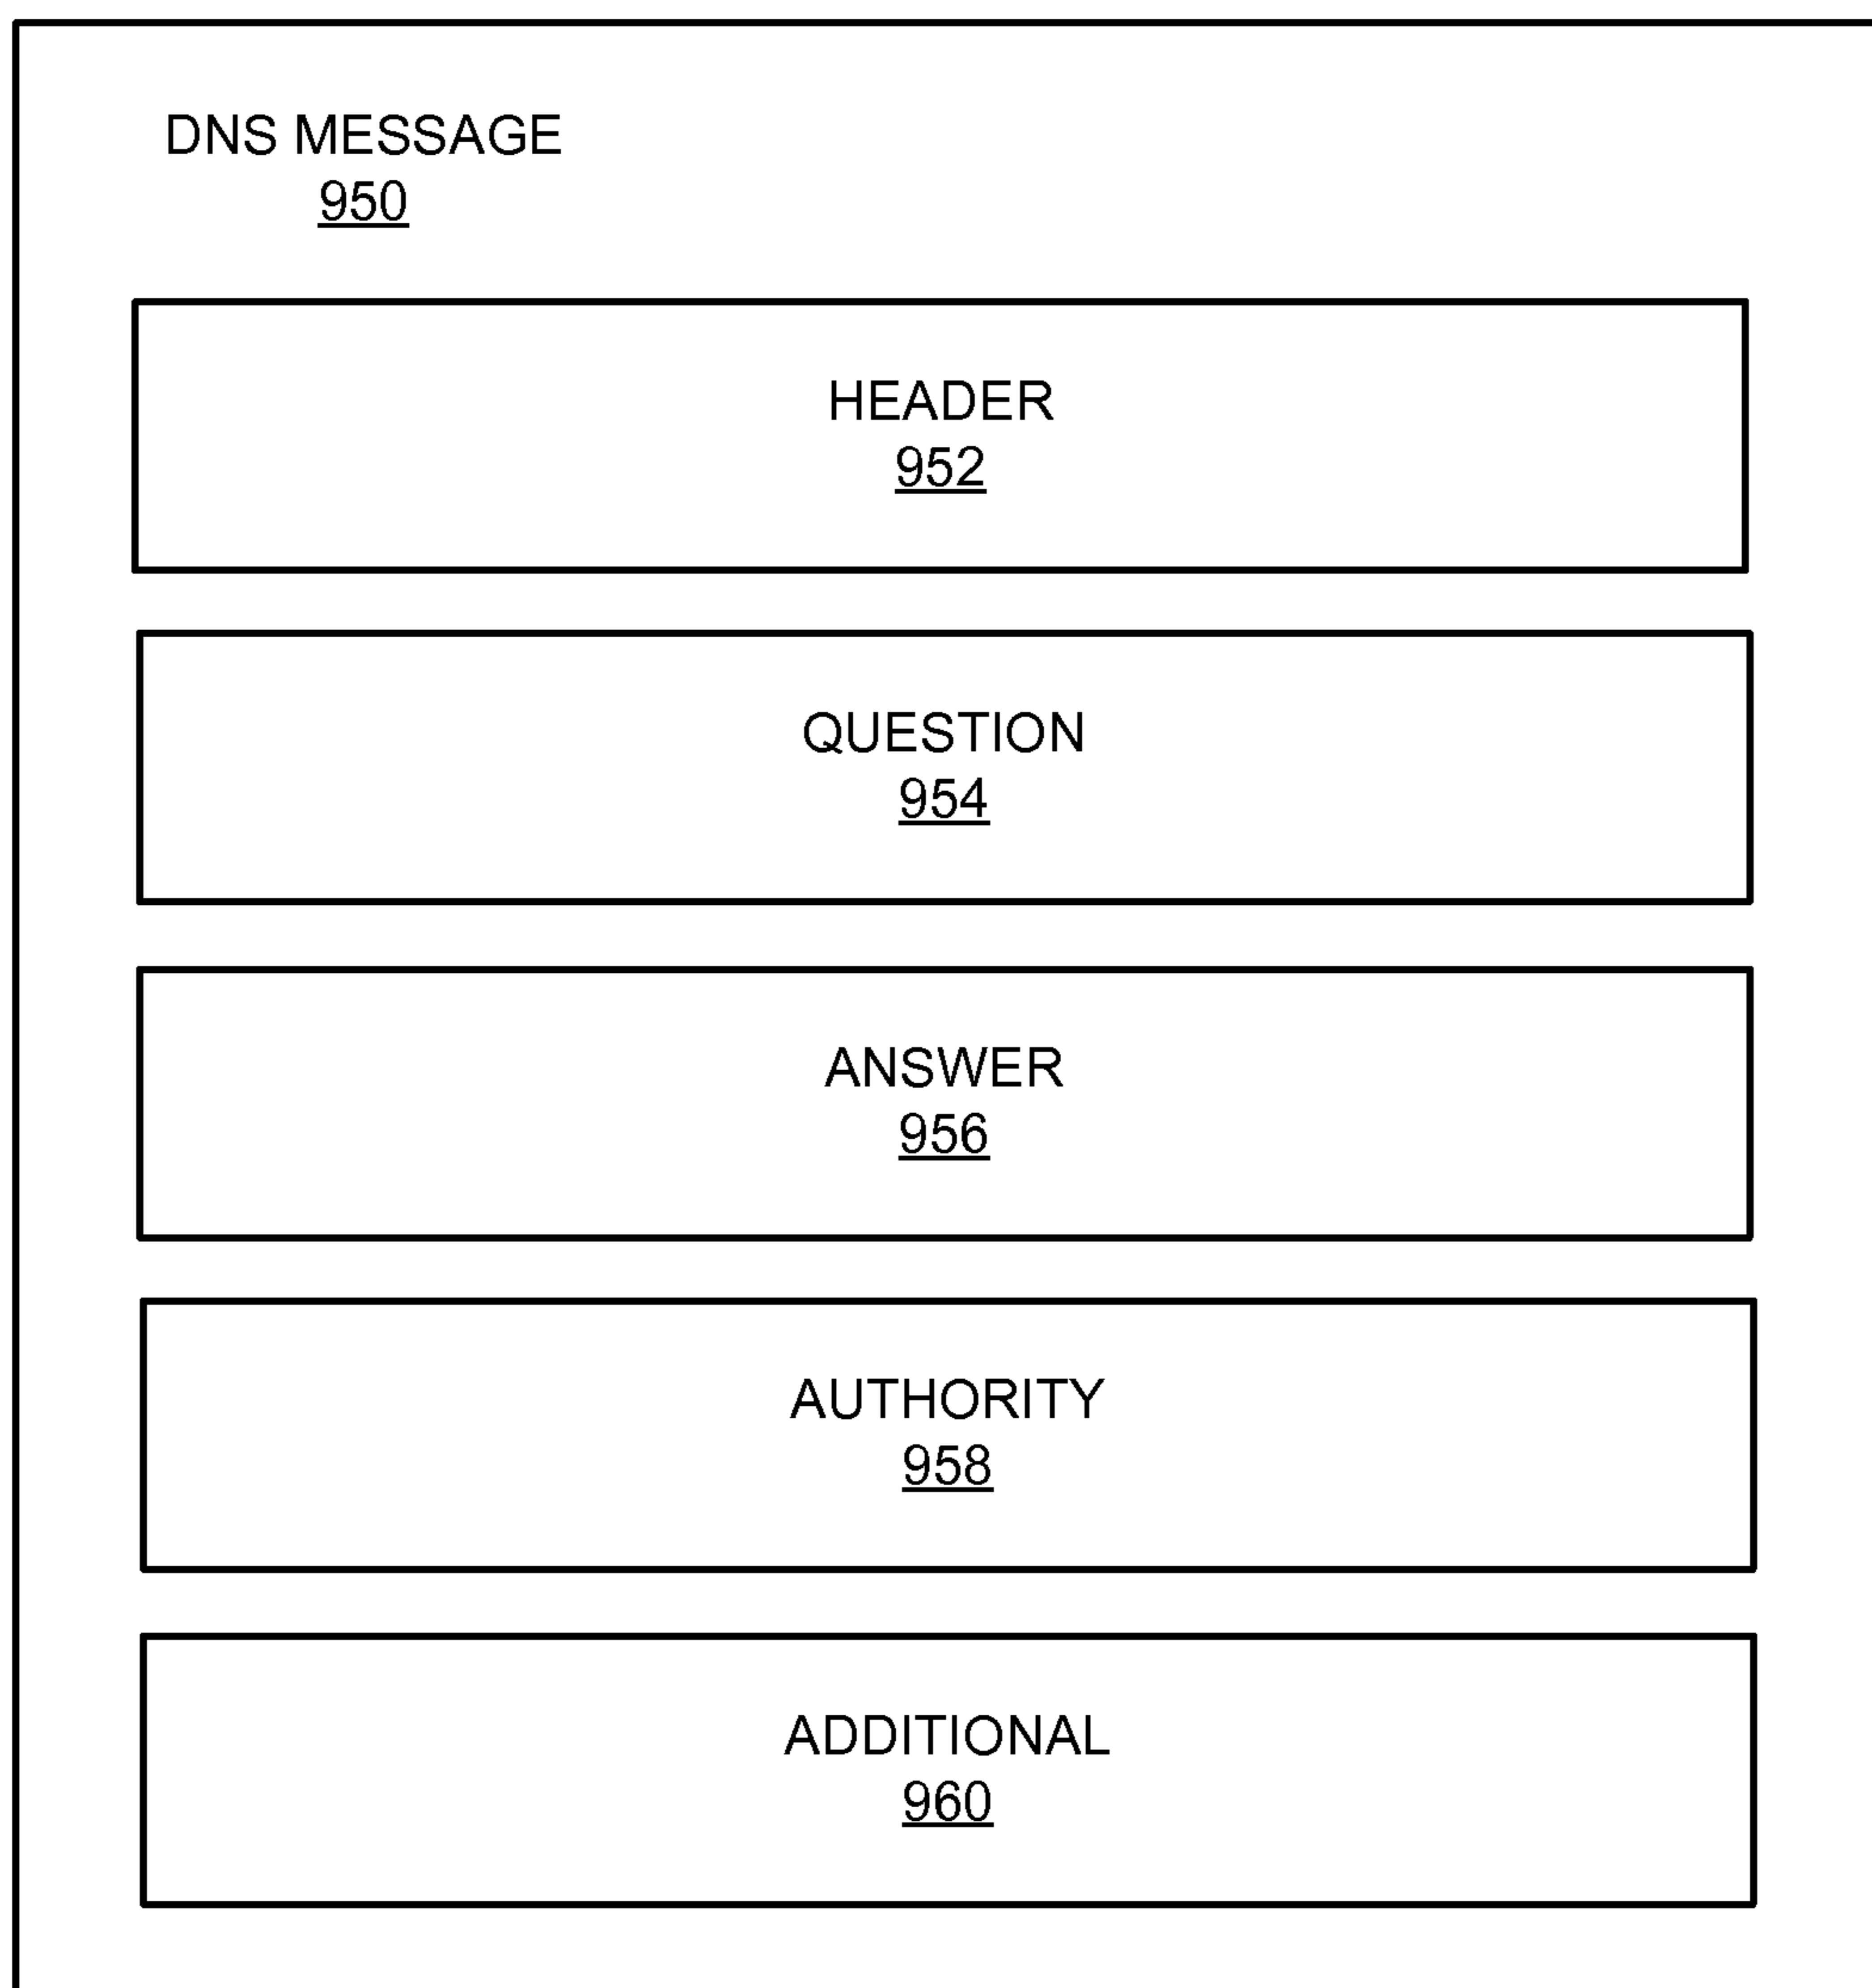 DNS MESSAGE
950
HEADER
952
QUESTION
954
ANSWER
956
AUTHORITY
958
ADDITIONAL
960